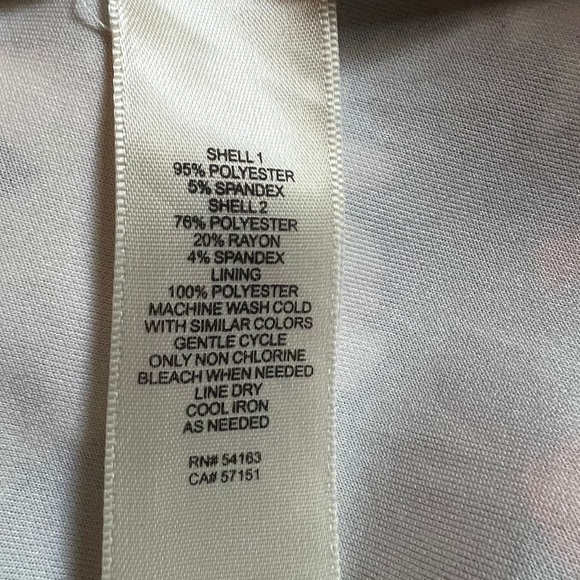 SHELL 1
95% POLYESTER
5% SPANDEX
SHELL 2
76% POLYESTER
20% RAYON
4% SPANDEX
LINING
100% POLYESTER
MACHINE WASH COLD
WITH SIMILAR COLORS
GENTLE CYCLE
ONLY NON CHLORINE
BLEACH WHEN NEEDED
LINE DRY
COOL IRON
AS NEEDED
RN# 54163
CA# 57151